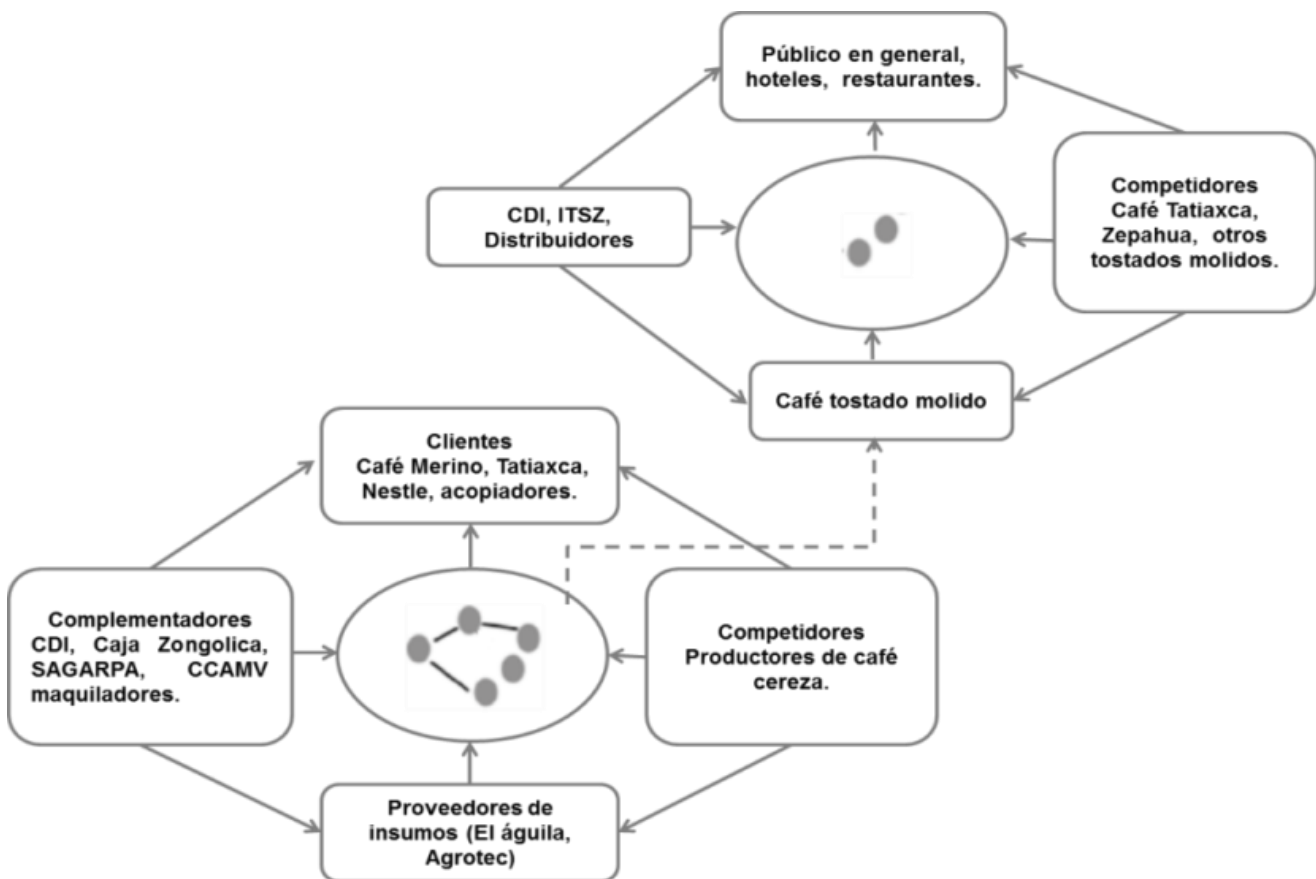 Público en general,
hoteles, restaurantes.
CDI, ITSZ,
Distribuidores
Competidores
Café Tatiaxca,
Zepahua, otros
tostados molidos.
Café tostado molido
Clientes
Café Merino, Tatiaxca,
Nestle, acopiadores.
Complementadores
CDI, Caja Zongolica,
SAGARPA, CCAMV
maquiladores.
Competidores
Productores de café
cereza.
Proveedores de
insumos (El águila,
Agrotec)